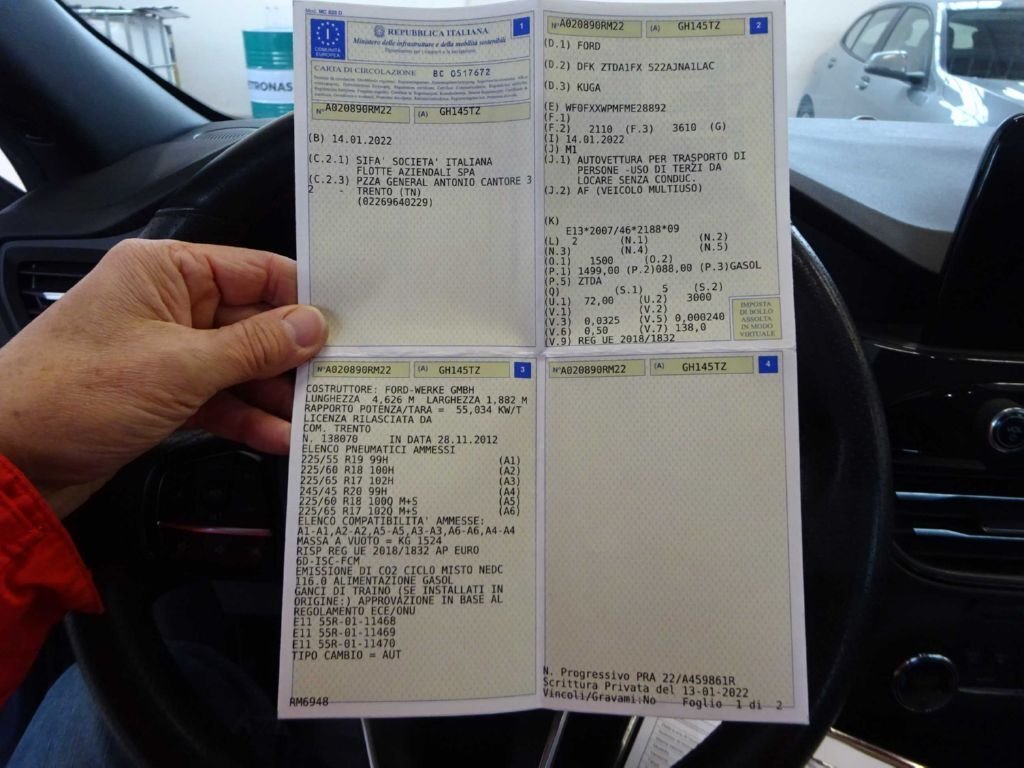 Mod. MC 820 D
I
COMUNITÀ
EUROPEA
REPUBBLICA ITALIANA
Ministero delle infrastrutture e della mobilità sostenibili
1
CARTA DI CIRCOLAZIONE BC 0517672
N° A020890RM22 (A) GH145TZ
(B) 14.01.2022
(C.2.1) SIFA' SOCIETA' ITALIANA
FLOTTE AZIENDALI SPA
(C.2.3) PZZA GENERAL ANTONIO CANTORE 3
2 - TRENTO (TN)
(02269640229)
N° A020890RM22 (A) GH145TZ 2
(D.1) FORD
(D.2) DFK ZTDA1FX 522AJNA1LAC
(D.3) KUGA
(E) WF0FXXWPMFME28892
(F.1)
(F.2) 2110 (F.3) 3610 (G)
(I) 14.01.2022
(J) M1
(J.1) AUTOVETTURA PER TRASPORTO DI
PERSONE -USO DI TERZI DA
LOCARE SENZA CONDUC.
(J.2) AF (VEICOLO MULTIUSO)
(K)
E13*2007/46*2188*09
(L) 2 (N.1) (N.2)
(N.3) (N.4) (N.5)
(O.1) 1500 (O.2)
(P.1) 1499,00 (P.2)088,00 (P.3)GASOL
(P.5) ZTDA
(Q) (S.1) 5 (S.2)
(U.1) 72,00 (U.2) 3000
(V.1) (V.2)
(V.3) 0,0325 (V.5) 0,000240
(V.6) 0,50 (V.7) 138,0
(V.9) REG UE 2018/1832
IMPOSTA
DI BOLLO
ASSOLTA
IN MODO
VIRTUALE
N° A020890RM22 (A) GH145TZ 3
COSTRUTTORE: FORD-WERKE GMBH
LUNGHEZZA 4,626 M LARGHEZZA 1,882 M
RAPPORTO POTENZA/TARA = 55,034 KW/T
LICENZA RILASCIATA DA
COM. TRENTO
N. 138070 IN DATA 28.11.2012
ELENCO PNEUMATICI AMMESSI
225/55 R19 99H (A1)
225/60 R18 100H (A2)
225/65 R17 102H (A3)
245/45 R20 99H (A4)
225/60 R18 100Q M+S (A5)
225/65 R17 102Q M+S (A6)
ELENCO COMPATIBILITA' AMMESSE:
A1-A1,A2-A2,A5-A5,A3-A3,A6-A6,A4-A4
MASSA A VUOTO = KG 1524
RISP REG UE 2018/1832 AP EURO
6D-ISC-FCM
EMISSIONE DI CO2 CICLO MISTO NEDC
116.0 ALIMENTAZIONE GASOL
GANCI DI TRAINO (SE INSTALLATI IN
ORIGINE:) APPROVAZIONE IN BASE AL
REGOLAMENTO ECE/ONU
E11 55R-01-11468
E11 55R-01-11469
E11 55R-01-11470
TIPO CAMBIO = AUT
RM6948
N° A020890RM22 (A) GH145TZ 4
N. Progressivo PRA 22/A459861R
Scrittura Privata del 13-01-2022
Vincoli/Gravami:No Foglio 1 di 2